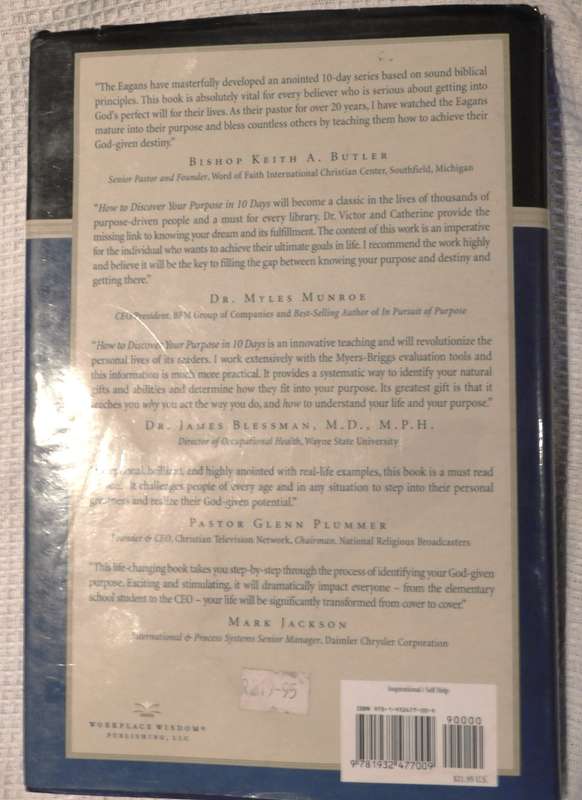 "The Eagans have masterfully developed an anointed 10-day series based on sound biblical
principles. This book is absolutely vital for every believer who is serious about getting into
God's perfect will for their lives. As their pastor for over 20 years, I have watched the Eagans
mature into their purpose and bless countless others by teaching them how to achieve their
God-given destiny."
BISHOP KEITH A. BUTLER
Senior Pastor and Founder, Word of Faith International Christian Center, Southfield, Michigan
"How to Discover Your Purpose in 10 Days will become a classic in the lives of thousands of
purpose-driven people and a must for every library. Dr. Victor and Catherine provide the
missing link to knowing your dream and its fulfillment. The content of this work is an imperative
for the individual who wants to achieve their ultimate goals in life. I recommend the work highly
and believe it will be the key to filling the gap between knowing your purpose and destiny and
getting there."
DR. MYLES MUNROE
CEO/President, BFM Group of Companies and Best-Selling Author of In Pursuit of Purpose
"How to Discover Your Purpose in 10 Days is an innovative teaching and will revolutionize the
personal lives of its readers. I work extensively with the Myers-Briggs evaluation tools and
this information is much more practical. It provides a systematic way to identify your natural
gifts and abilities and determine how they fit into your purpose. Its greatest gift is that it
teaches you why you act the way you do, and how to understand your life and your purpose."
DR. JAMES BLESSMAN, M.D., M.P.H.
Director of Occupational Health, Wayne State University
brilliant, and highly anointed with real-life examples, this book is a must read
It challenges people of every age and in any situation to step into their personal
greatness and realize their God-given potential."
PASTOR GLENN PLUMMER
Founder & CEO, Christian Television Network, Chairman, National Religious Broadcasters
"This life-changing book takes you step-by-step through the process of identifying your God-given
purpose. Exciting and stimulating, it will dramatically impact everyone – from the elementary
school student to the CEO – your life will be significantly transformed from cover to cover."
MARK JACKSON
International & Process Systems Senior Manager, Daimler Chrysler Corporation
WORKPLACE WISDOM
PUBLISHING, LLC
Inspirational / Self Help
ISBN 978-1-932477-00-9
90000
9 781932 477009
$21.95 U.S.